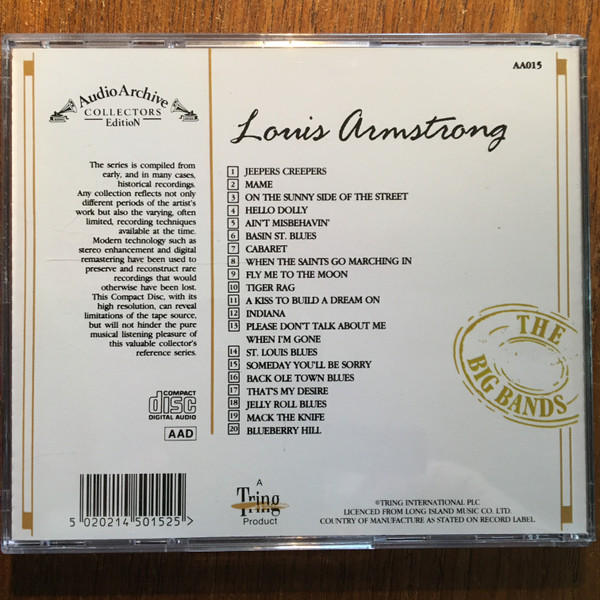 AA015
Audio Archive
COLLECTORS
EditioN
Louis Armstrong
The series is compiled from
early, and in many cases,
historical recordings.
Any collection reflects not only
different periods of the artist's
work but also the varying, often
limited, recording techniques
available at the time.
Modern technology such as
stereo enhancement and digital
remastering have been used to
preserve and reconstruct rare
recordings that would
otherwise have been lost.
This Compact Disc, with its
high resolution, can reveal
limitations of the tape source,
but will not hinder the pure
musical listening pleasure of
this valuable collector's
reference series.
1 JEEPERS CREEPERS
2 MAME
3 ON THE SUNNY SIDE OF THE STREET
4 HELLO DOLLY
5 AIN'T MISBEHAVIN'
6 BASIN ST. BLUES
7 CABARET
8 WHEN THE SAINTS GO MARCHING IN
9 FLY ME TO THE MOON
10 TIGER RAG
11 A KISS TO BUILD A DREAM ON
12 INDIANA
13 PLEASE DON'T TALK ABOUT ME
WHEN I'M GONE
14 ST. LOUIS BLUES
15 SOMEDAY YOU'LL BE SORRY
16 BACK OLE TOWN BLUES
17 THAT'S MY DESIRE
18 JELLY ROLL BLUES
19 MACK THE KNIFE
20 BLUEBERRY HILL
THE
BIG BANDS
COMPACT
disc
DIGITAL AUDIO
AAD
5 020214 501525 >
A
Tring
Product
©TRING INTERNATIONAL PLC
LICENCED FROM LONG ISLAND MUSIC CO. LTD.
COUNTRY OF MANUFACTURE AS STATED ON RECORD LABEL.